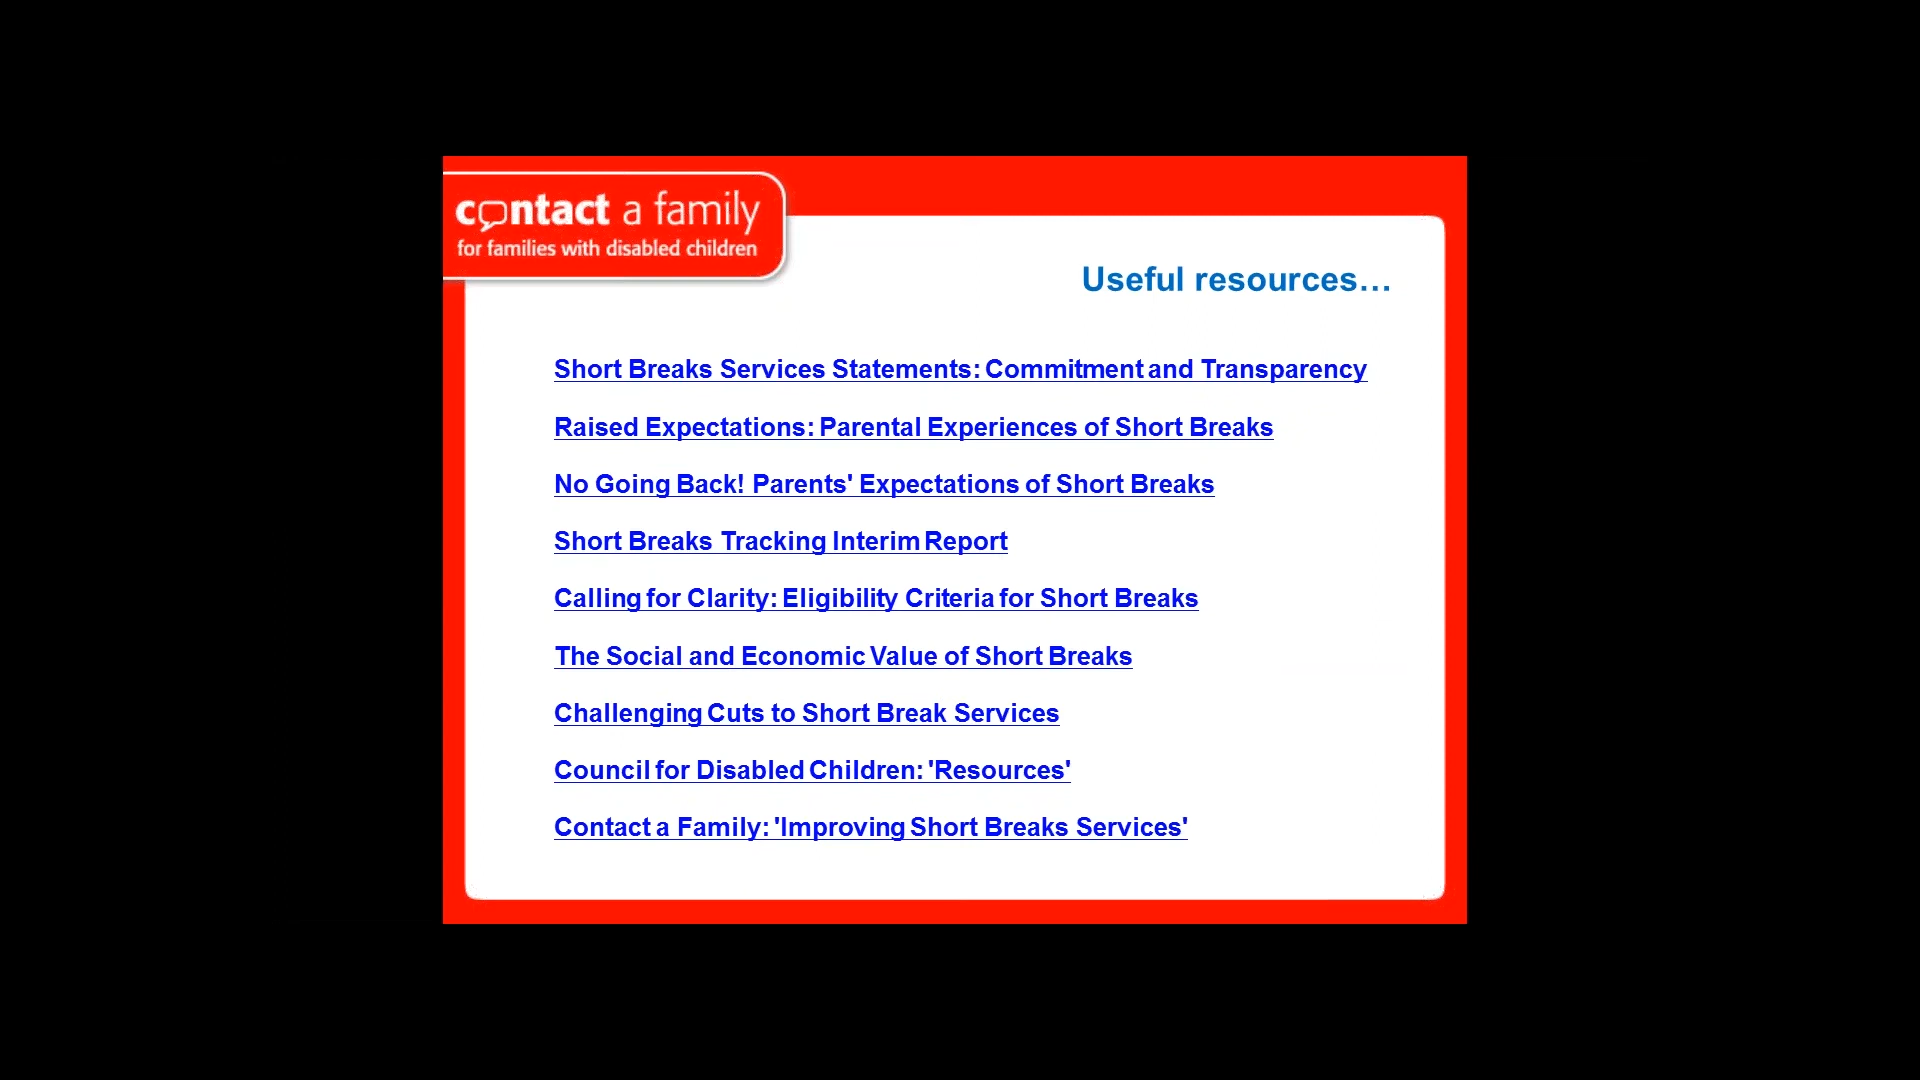 contact a family
for families with disabled children
Useful resources...
Short Breaks Services Statements: Commitment and Transparency
Raised Expectations: Parental Experiences of Short Breaks
No Going Back! Parents' Expectations of Short Breaks
Short Breaks Tracking Interim Report
Calling for Clarity: Eligibility Criteria for Short Breaks
The Social and Economic Value of Short Breaks
Challenging Cuts to Short Break Services
Council for Disabled Children: 'Resources'
Contact a Family: 'Improving Short Breaks Services'